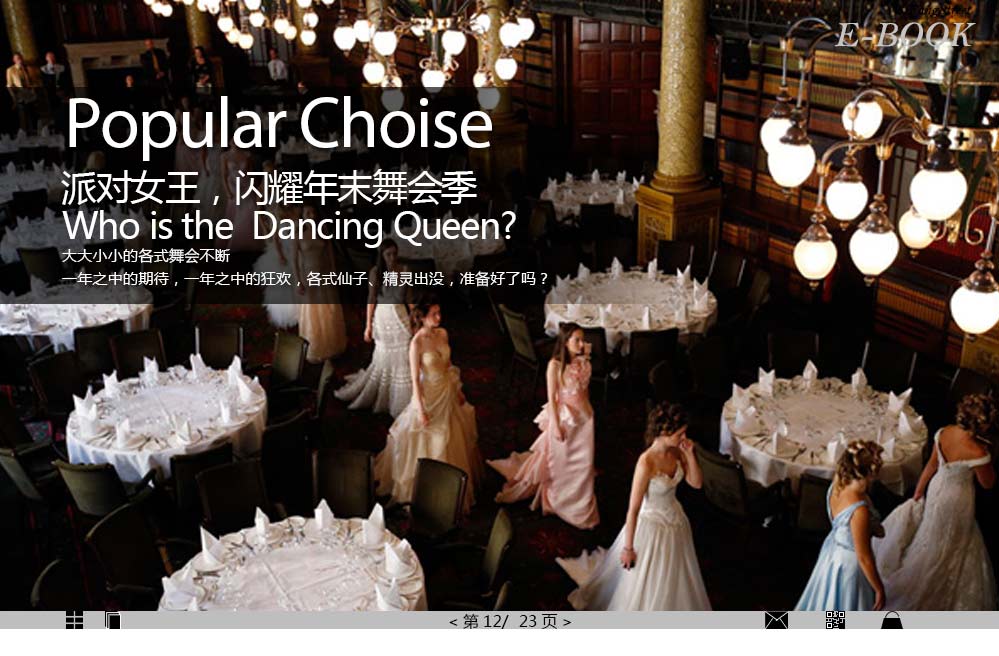 E-BOOK
Popular Choise
派对女王，闪耀年末舞会季
Who is the Dancing Queen?
大大小小的各式舞会不断
一年之中的期待，一年之中的狂欢，各式仙子、精灵出没，准备好了吗？
< 第 12/ 23 页 >